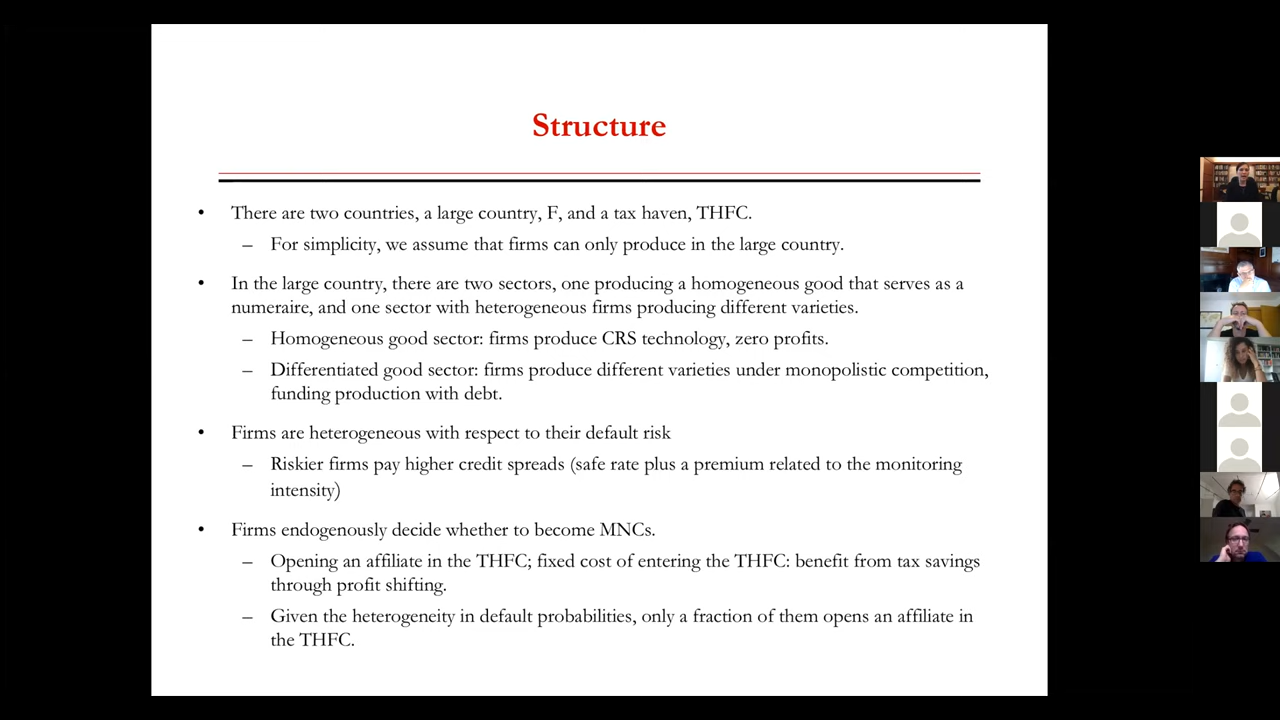 Structure
• There are two countries, a large country, F, and a tax haven, THFC.
– For simplicity, we assume that firms can only produce in the large country.
• In the large country, there are two sectors, one producing a homogeneous good that serves as a
numeraire, and one sector with heterogeneous firms producing different varieties.
– Homogeneous good sector: firms produce CRS technology, zero profits.
– Differentiated good sector: firms produce different varieties under monopolistic competition,
funding production with debt.
• Firms are heterogeneous with respect to their default risk
– Riskier firms pay higher credit spreads (safe rate plus a premium related to the monitoring
intensity)
• Firms endogenously decide whether to become MNCs.
– Opening an affiliate in the THFC; fixed cost of entering the THFC: benefit from tax savings
through profit shifting.
– Given the heterogeneity in default probabilities, only a fraction of them opens an affiliate in
the THFC.